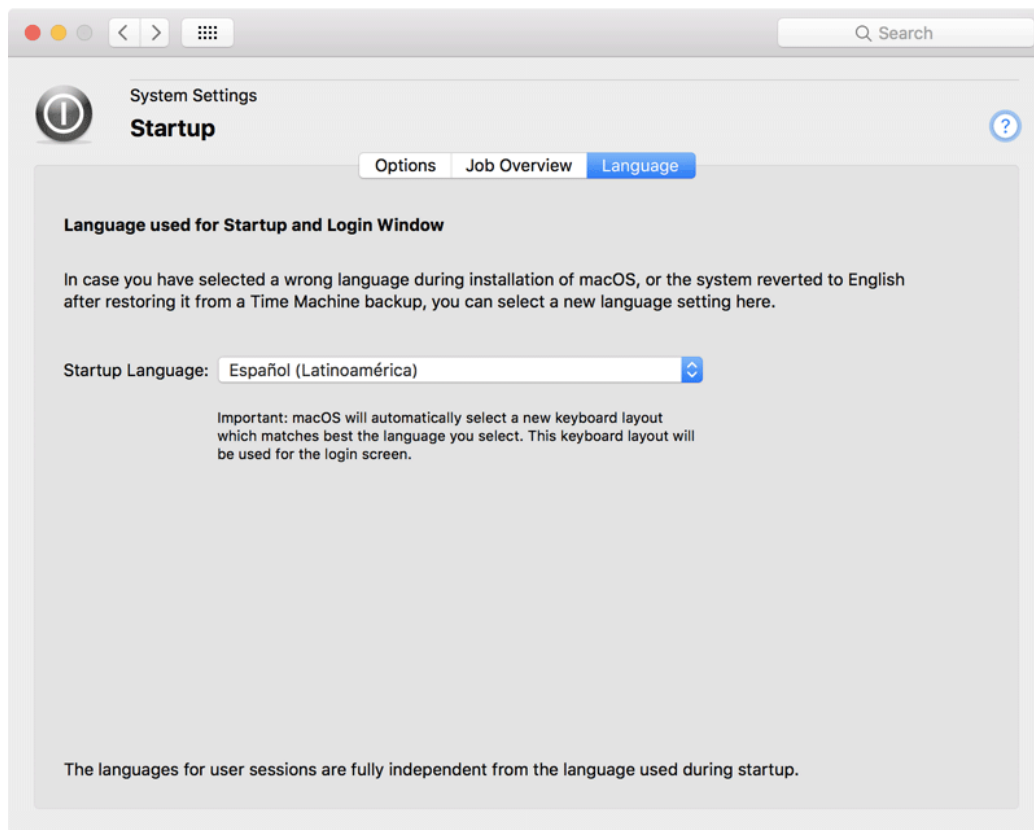 Search
System Settings
Startup
?
Options
Job Overview
Language
Language used for Startup and Login Window
In case you have selected a wrong language during installation of macOS, or the system reverted to English
after restoring it from a Time Machine backup, you can select a new language setting here.
Startup Language: Español (Latinoamérica)
Important: macOS will automatically select a new keyboard layout
which matches best the language you select. This keyboard layout will
be used for the login screen.
The languages for user sessions are fully independent from the language used during startup.